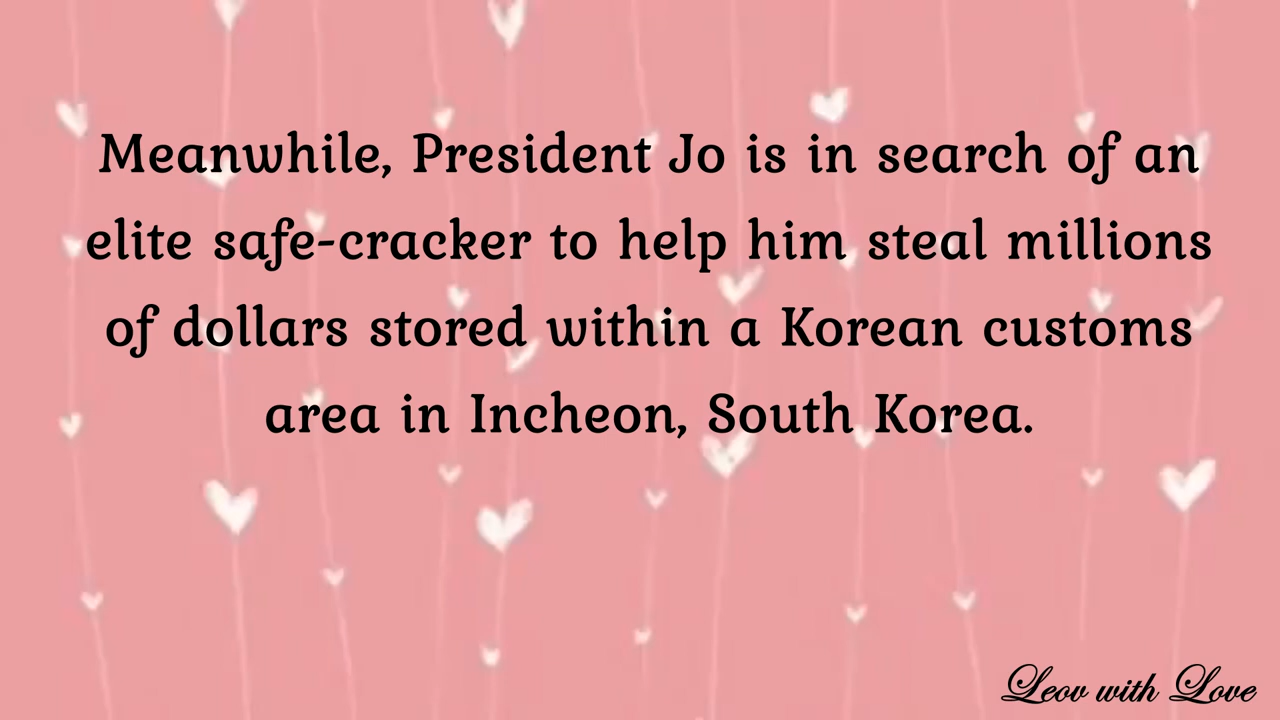 Meanwhile, President Jo is in search of an
elite safe-cracker to help him steal millions
of dollars stored within a Korean customs
area in Incheon, South Korea.
Leov with Love